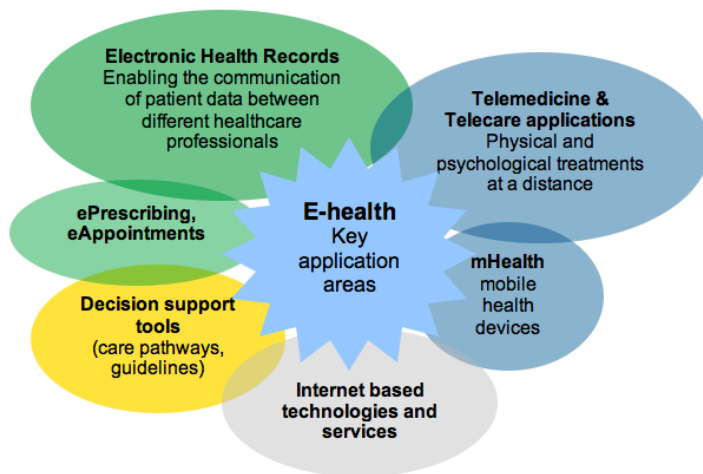 Electronic Health Records
Enabling the communication
of patient data between
different healthcare
professionals
Telemedicine &
Telecare applications
Physical and
psychological treatments
at a distance
ePrescribing,
eAppointments
E-health
Key
application
areas
mHealth
mobile
health
devices
Decision support
tools
(care pathways,
guidelines)
Internet based
technologies and
services